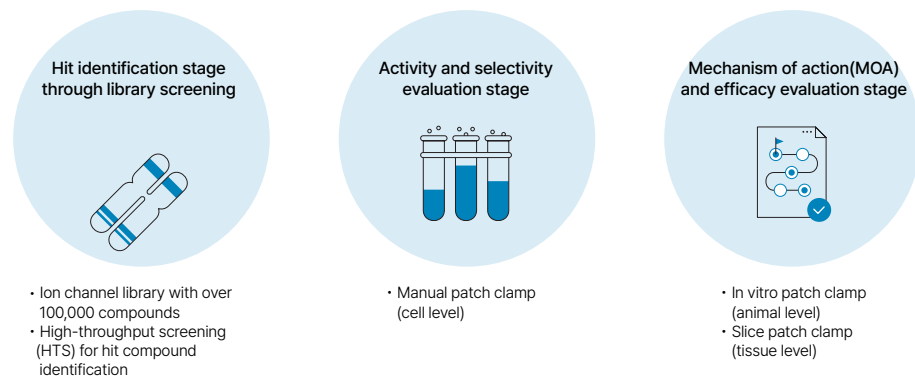 Hit identification stage
through library screening
Activity and selectivity
evaluation stage
Mechanism of action(MOA)
and efficacy evaluation stage
· Ion channel library with over
100,000 compounds
· High-throughput screening
(HTS) for hit compound
identification
· Manual patch clamp
(cell level)
· In vitro patch clamp
(animal level)
· Slice patch clamp
(tissue level)